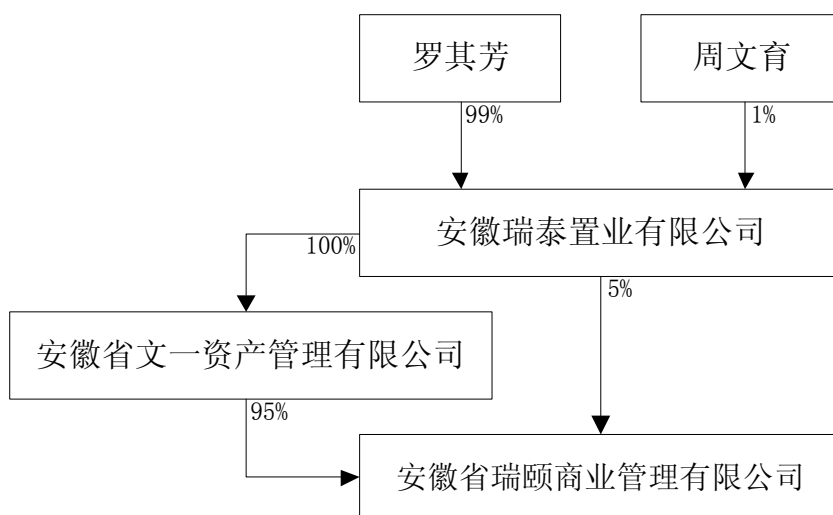 罗其芳
周文育
99%
1%
安徽瑞泰置业有限公司
100%
5%
安徽省文一资产管理有限公司
95%
安徽省瑞颐商业管理有限公司